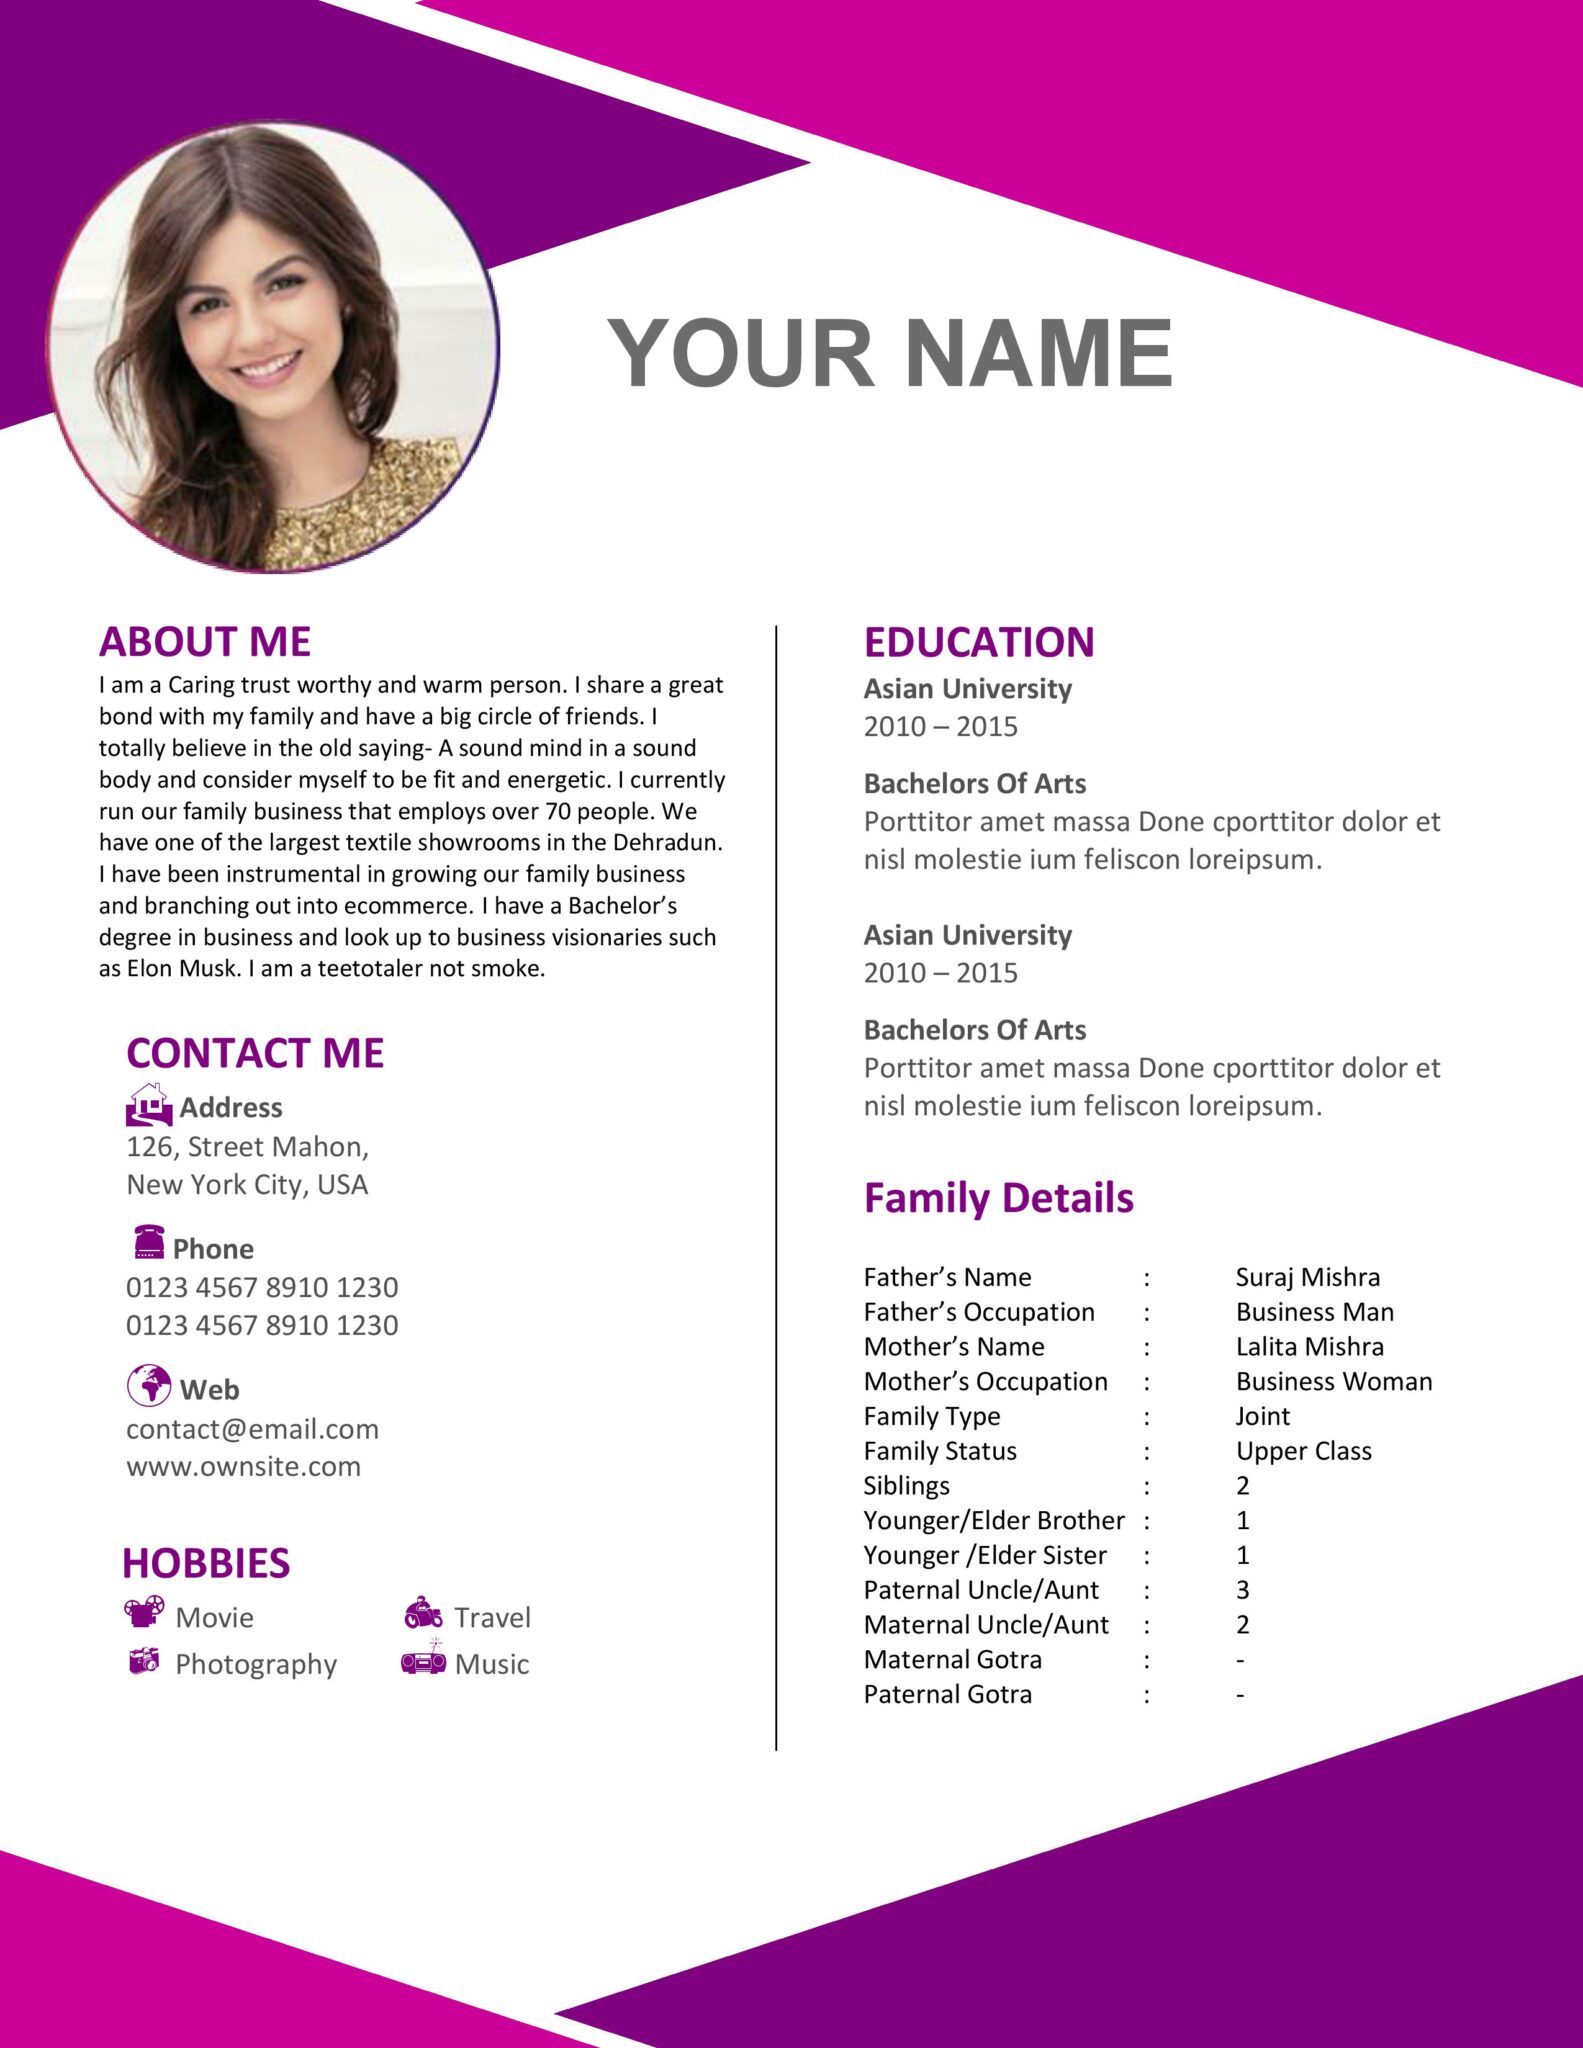 YOUR NAME
ABOUT ME
I am a Caring trust worthy and warm person. I share a great
bond with my family and have a big circle of friends. I
totally believe in the old saying- A sound mind in a sound
body and consider myself to be fit and energetic. I currently
run our family business that employs over 70 people. We
have one of the largest textile showrooms in the Dehradun.
I have been instrumental in growing our family business
and branching out into ecommerce. I have a Bachelor’s
degree in business and look up to business visionaries such
as Elon Musk. I am a teetotaler not smoke.
CONTACT ME
Address
126, Street Mahon,
New York City, USA
Phone
0123 4567 8910 1230
0123 4567 8910 1230
Web
contact@email.com
www.ownsite.com
HOBBIES
Movie Travel
Photography Music
EDUCATION
Asian University
2010 – 2015
Bachelors Of Arts
Porttitor amet massa Done cporttitor dolor et
nisl molestie ium feliscon loreipsum.
Asian University
2010 – 2015
Bachelors Of Arts
Porttitor amet massa Done cporttitor dolor et
nisl molestie ium feliscon loreipsum.
Family Details
Father’s Name : Suraj Mishra
Father’s Occupation : Business Man
Mother’s Name : Lalita Mishra
Mother’s Occupation : Business Woman
Family Type : Joint
Family Status : Upper Class
Siblings : 2
Younger/Elder Brother : 1
Younger /Elder Sister : 1
Paternal Uncle/Aunt : 3
Maternal Uncle/Aunt : 2
Maternal Gotra : -
Paternal Gotra : -